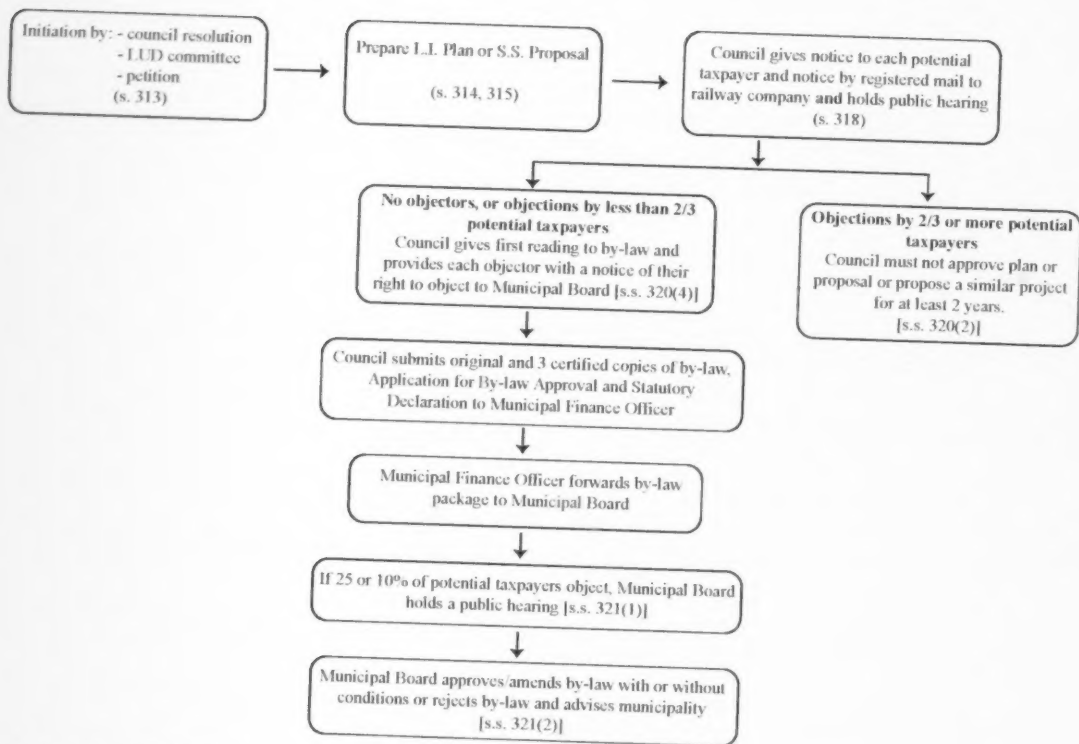 Initiation by: - council resolution
- LUD committee
- petition
(s. 313)
Prepare L.I. Plan or S.S. Proposal
(s. 314, 315)
Council gives notice to each potential
taxpayer and notice by registered mail to
railway company and holds public hearing
(s. 318)
No objectors, or objections by less than 2/3
potential taxpayers
Council gives first reading to by-law and
provides each objector with a notice of their
right to object to Municipal Board [s.s. 320(4)]
Objections by 2/3 or more potential
taxpayers
Council must not approve plan or
proposal or propose a similar project
for at least 2 years.
[s.s. 320(2)]
Council submits original and 3 certified copies of by-law,
Application for By-law Approval and Statutory
Declaration to Municipal Finance Officer
Municipal Finance Officer forwards by-law
package to Municipal Board
If 25 or 10% of potential taxpayers object, Municipal Board
holds a public hearing [s.s. 321(1)]
Municipal Board approves/amends by-law with or without
conditions or rejects by-law and advises municipality
[s.s. 321(2)]